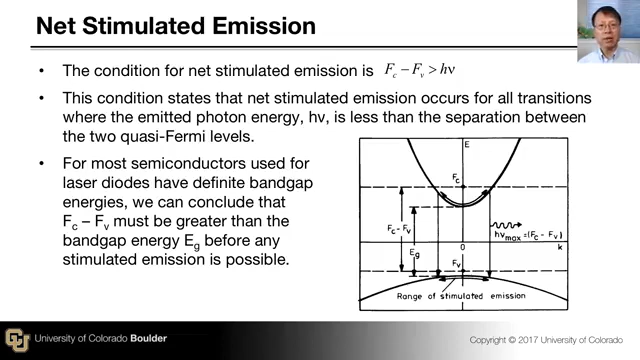 Net Stimulated Emission
• The condition for net stimulated emission is F_c – F_v > hν
• This condition states that net stimulated emission occurs for all transitions
where the emitted photon energy, hv, is less than the separation between
the two quasi-Fermi levels.
• For most semiconductors used for
laser diodes have definite bandgap
energies, we can conclude that
F_c – F_v must be greater than the
bandgap energy E_g before any
stimulated emission is possible.
E
F_c
F_c – F_v
E_g
0
k
hν_max = (F_c – F_v)
F_v
Range of stimulated emission
CU
University of Colorado Boulder
Copyright © 2017 University of Colorado